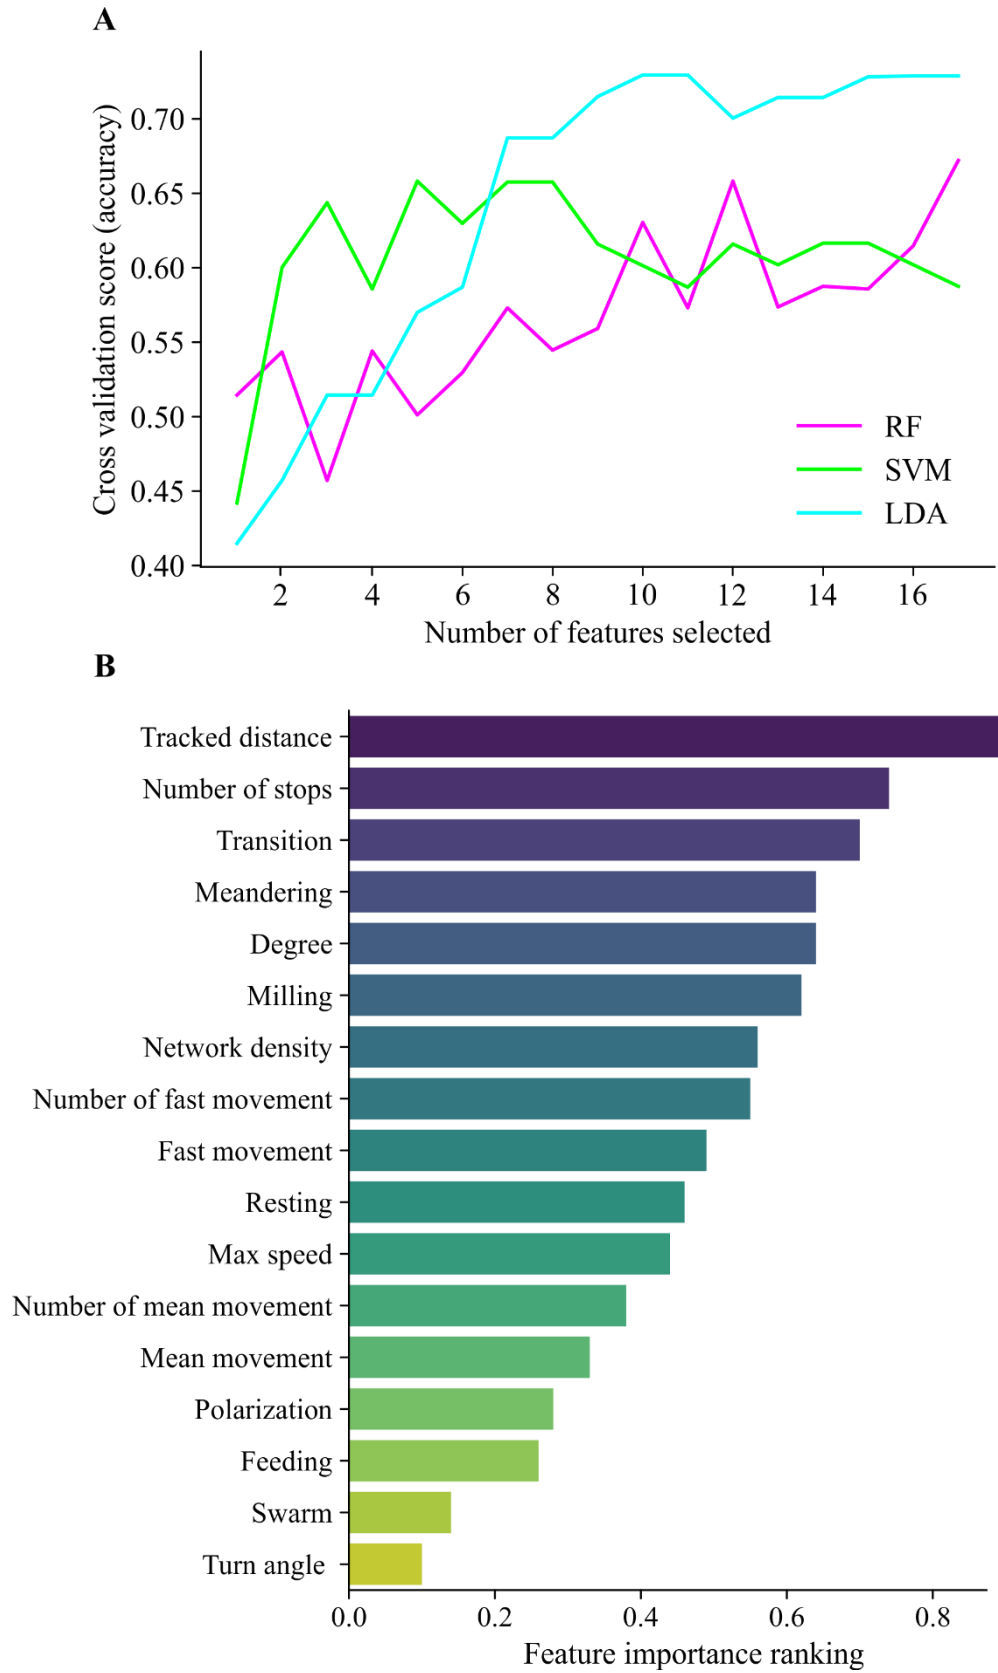 A
Cross validation score (accuracy)
0.70
0.65
0.60
0.55
0.50
0.45
0.40
RF
SVM
LDA
2 4 6 8 10 12 14 16
Number of features selected
B
Tracked distance
Number of stops
Transition
Meandering
Degree
Milling
Network density
Number of fast movement
Fast movement
Resting
Max speed
Number of mean movement
Mean movement
Polarization
Feeding
Swarm
Turn angle
0.0 0.2 0.4 0.6 0.8
Feature importance ranking